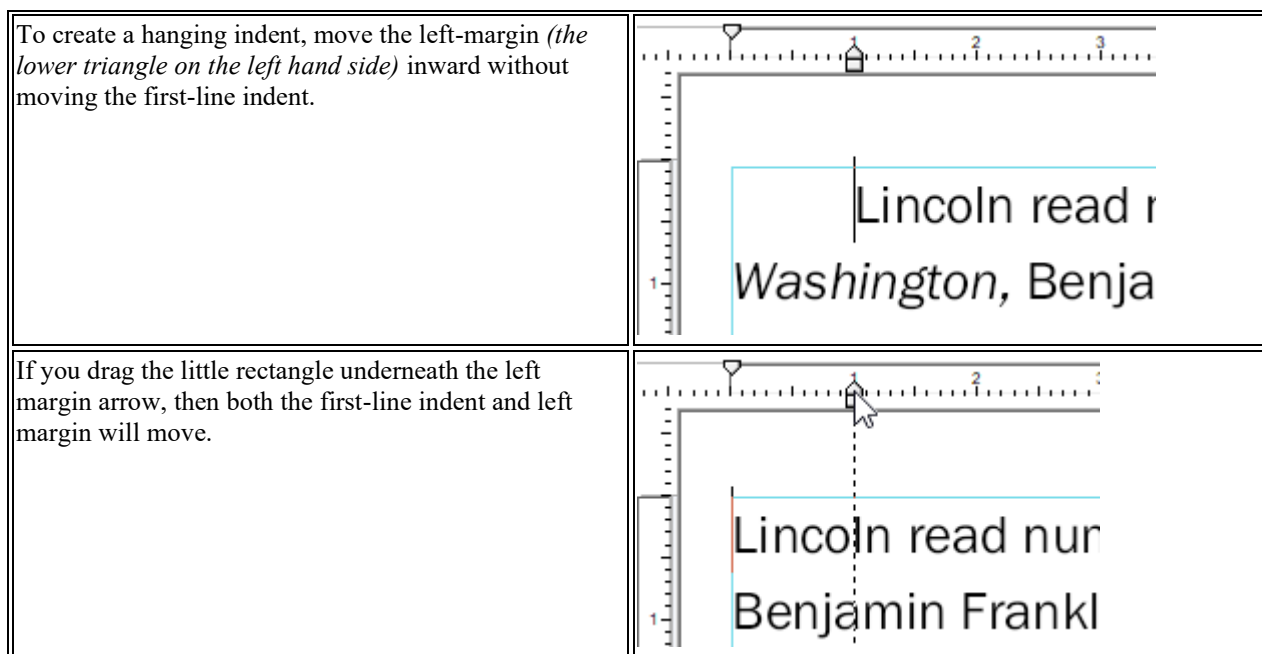 To create a hanging indent, move the left-margin (the
lower triangle on the left hand side) inward without
moving the first-line indent.
1 2 3
Lincoln read
Washington, Benja
1
If you drag the little rectangle underneath the left
margin arrow, then both the first-line indent and left
margin will move.
1 2
Lincoln read nu
Benjamin Frankl
1